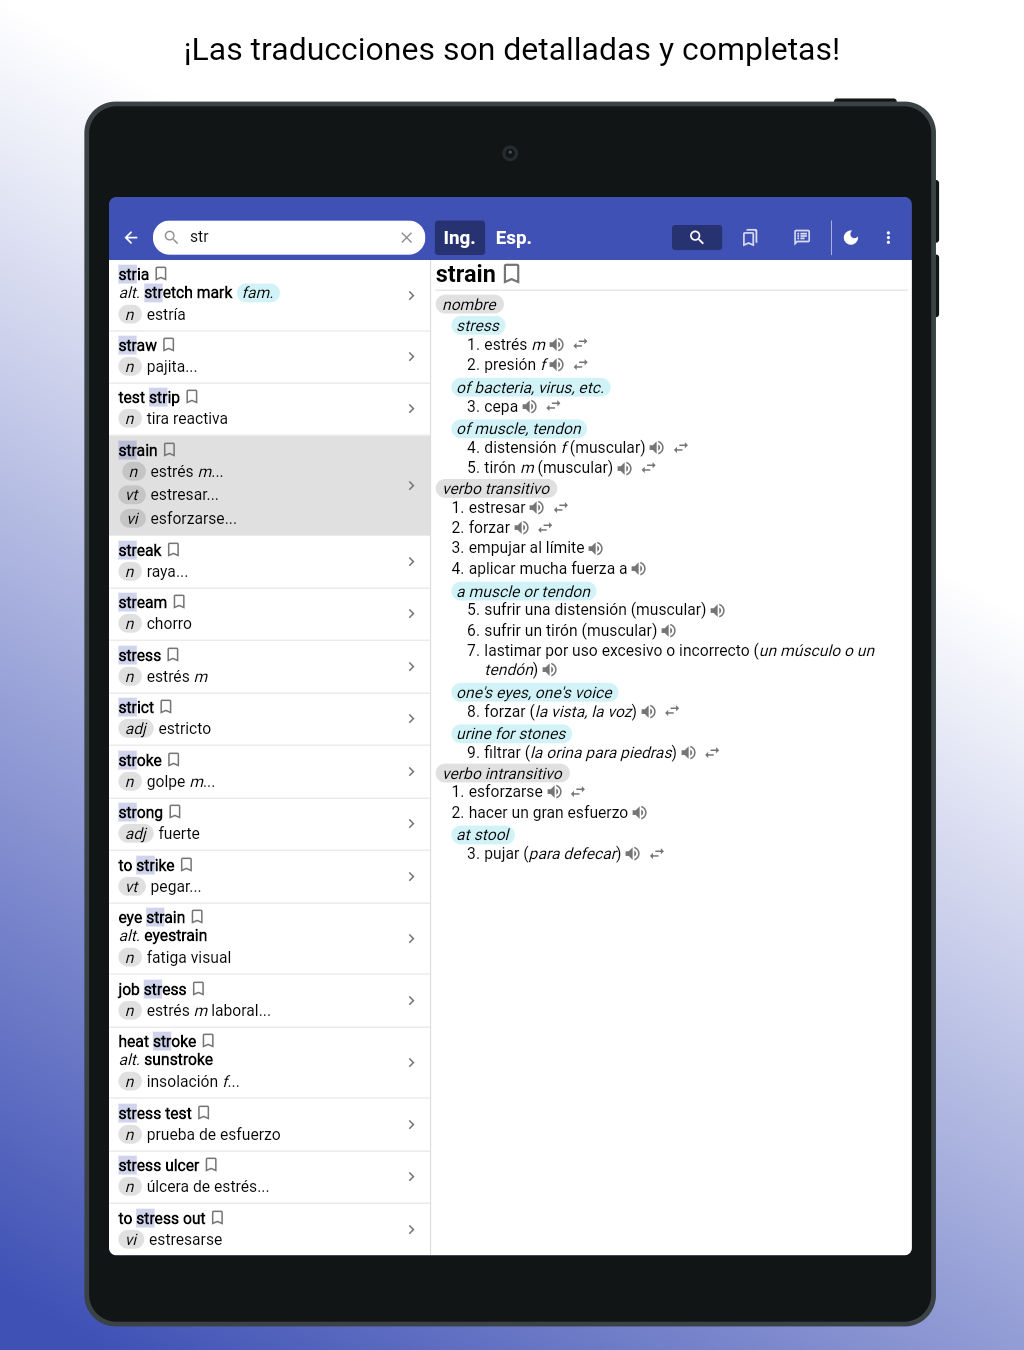 ¡Las traducciones son detalladas y completas!
str
Ing. Esp.
stria
alt. stretch mark fam.
n estría
straw
n pajita...
test strip
n tira reactiva
strain
n estrés m...
vt estresar...
vi esforzarse...
streak
n raya...
stream
n chorro
stress
n estrés m
strict
adj estricto
stroke
n golpe m...
strong
adj fuerte
to strike
vt pegar...
eye strain
alt. eyestrain
n fatiga visual
job stress
n estrés m laboral...
heat stroke
alt. sunstroke
n insolación f...
stress test
n prueba de esfuerzo
stress ulcer
n úlcera de estrés...
to stress out
vi estresarse
strain
nombre
stress
1. estrés m
2. presión f
of bacteria, virus, etc.
3. cepa
of muscle, tendon
4. distensión f (muscular)
5. tirón m (muscular)
verbo transitivo
1. estresar
2. forzar
3. empujar al límite
4. aplicar mucha fuerza a
a muscle or tendon
5. sufrir una distensión (muscular)
6. sufrir un tirón (muscular)
7. lastimar por uso excesivo o incorrecto (un músculo o un
tendón)
one's eyes, one's voice
8. forzar (la vista, la voz)
urine for stones
9. filtrar (la orina para piedras)
verbo intransitivo
1. esforzarse
2. hacer un gran esfuerzo
at stool
3. pujar (para defecar)